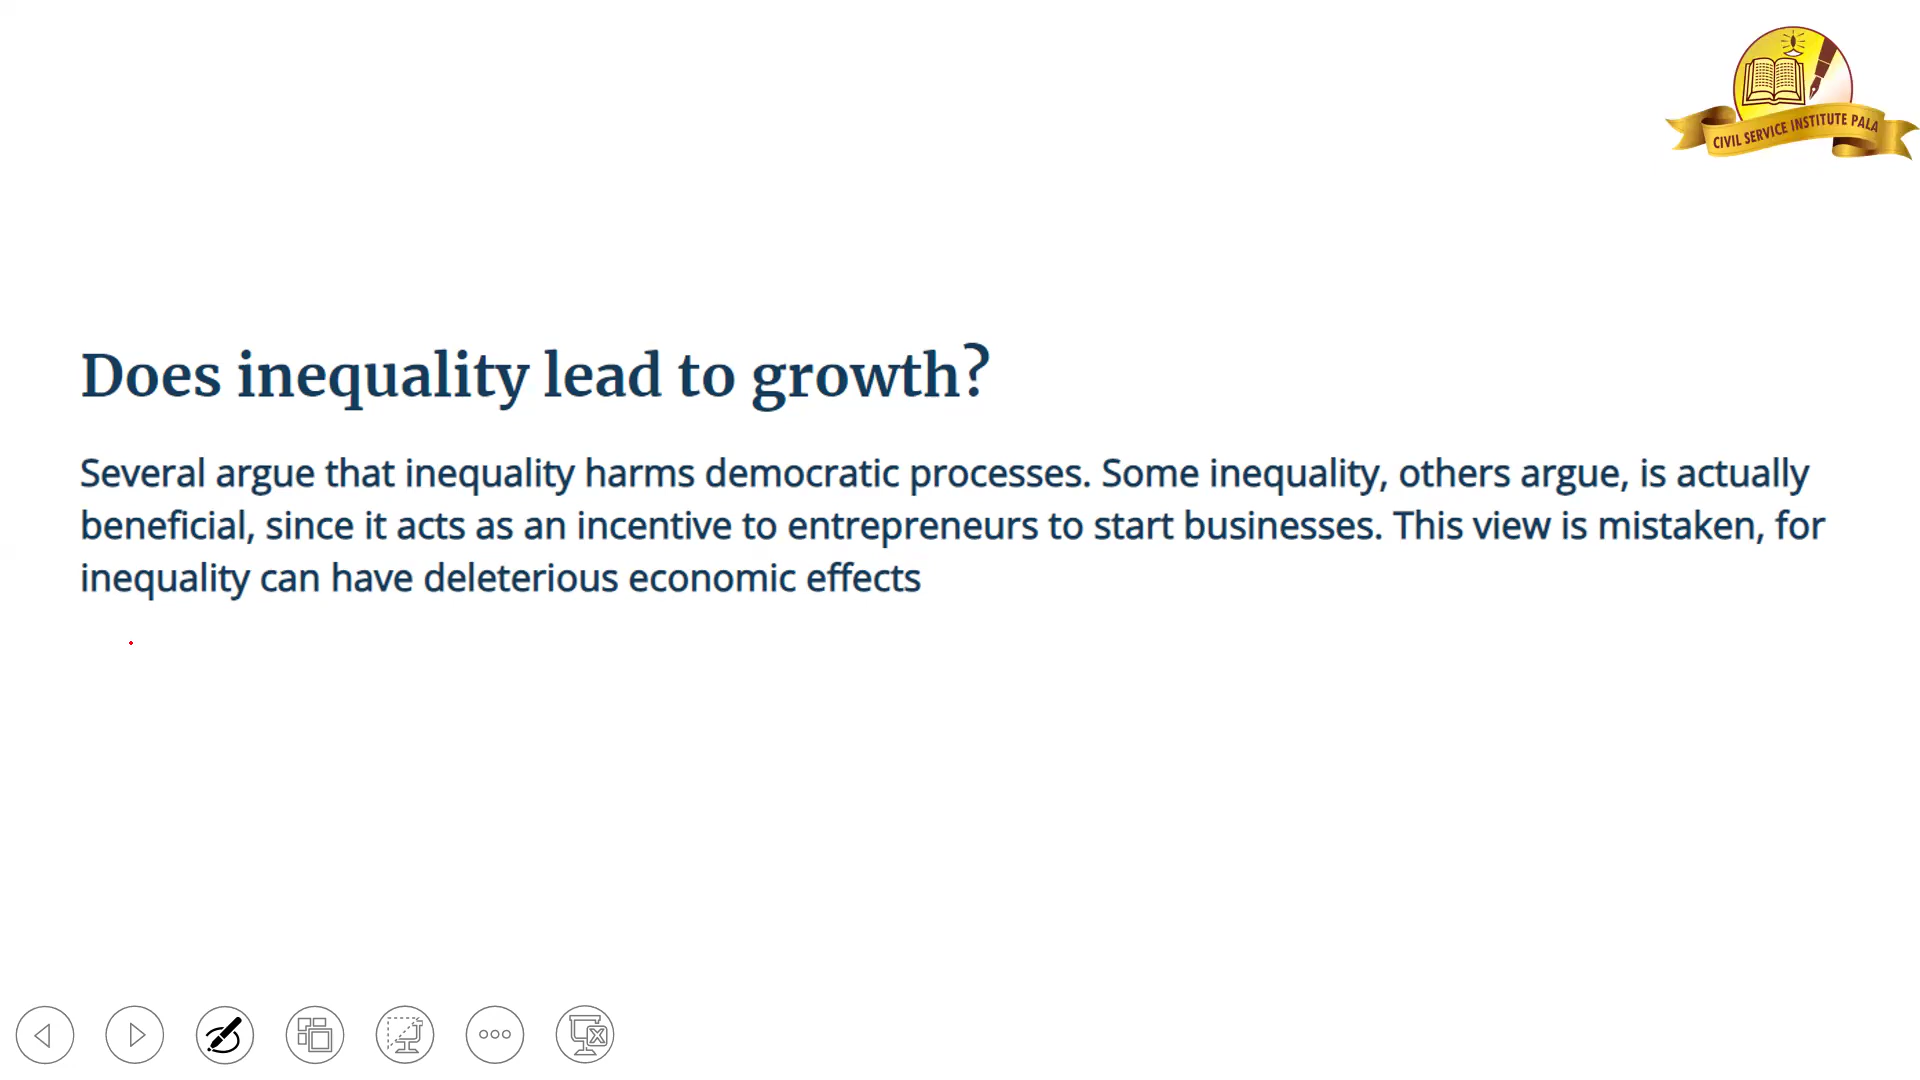 CIVIL SERVICE INSTITUTE PALA
Does inequality lead to growth?
Several argue that inequality harms democratic processes. Some inequality, others argue, is actually
beneficial, since it acts as an incentive to entrepreneurs to start businesses. This view is mistaken, for
inequality can have deleterious economic effects